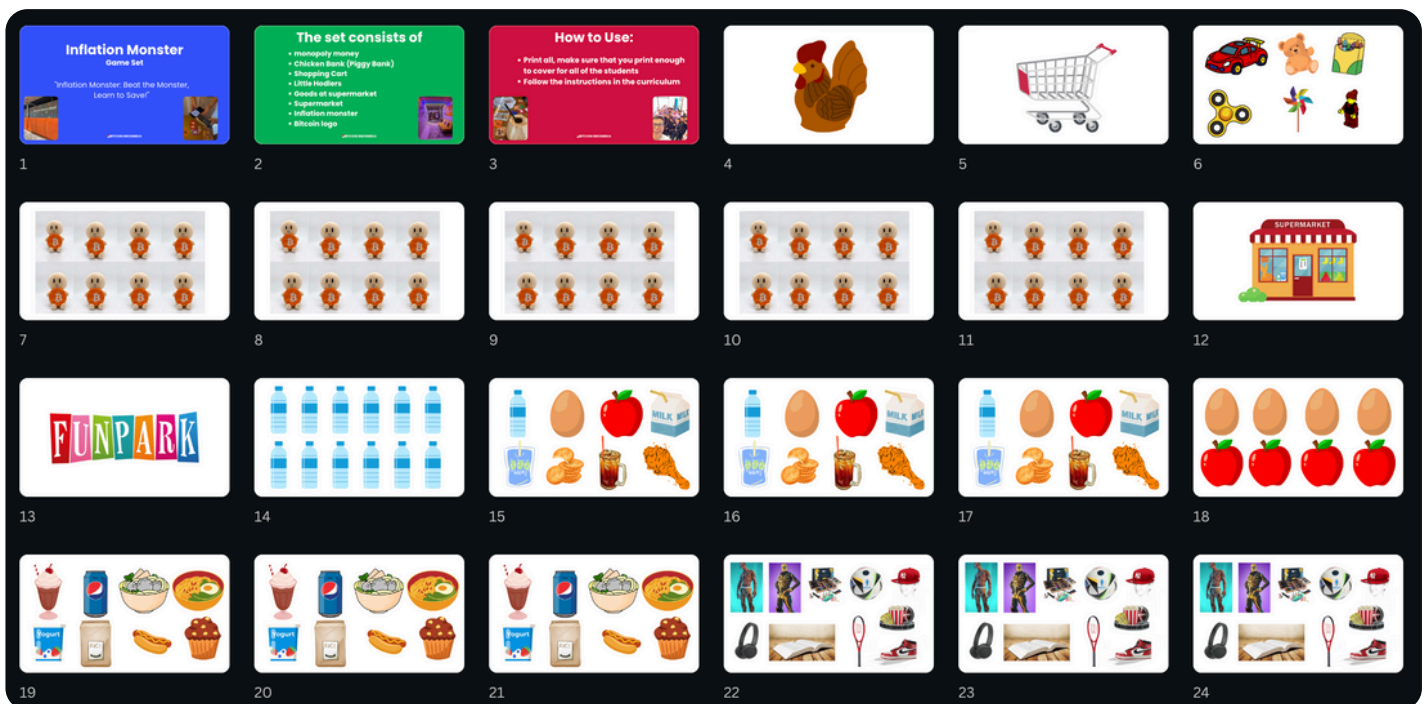 Inflation Monster
Game Set
"Inflation Monster: Beat the Monster,
Learn to Save!"
The set consists of
• monopoly money
• Chicken Bank (Piggy Bank)
• Shopping Cart
• Little Hodlers
• Goods at supermarket
• Supermarket
• Inflation monster
• Bitcoin logo
How to Use:
• Print all, make sure that you print enough
to cover for all of the students
• Follow the instructions in the curriculum
1
2
3
4
5
6
SUPERMARKET
7
8
9
10
11
12
FUNPARK
MILK
MILK
MILK
13
14
15
16
17
18
Yogurt
Yogurt
Yogurt
19
20
21
22
23
24